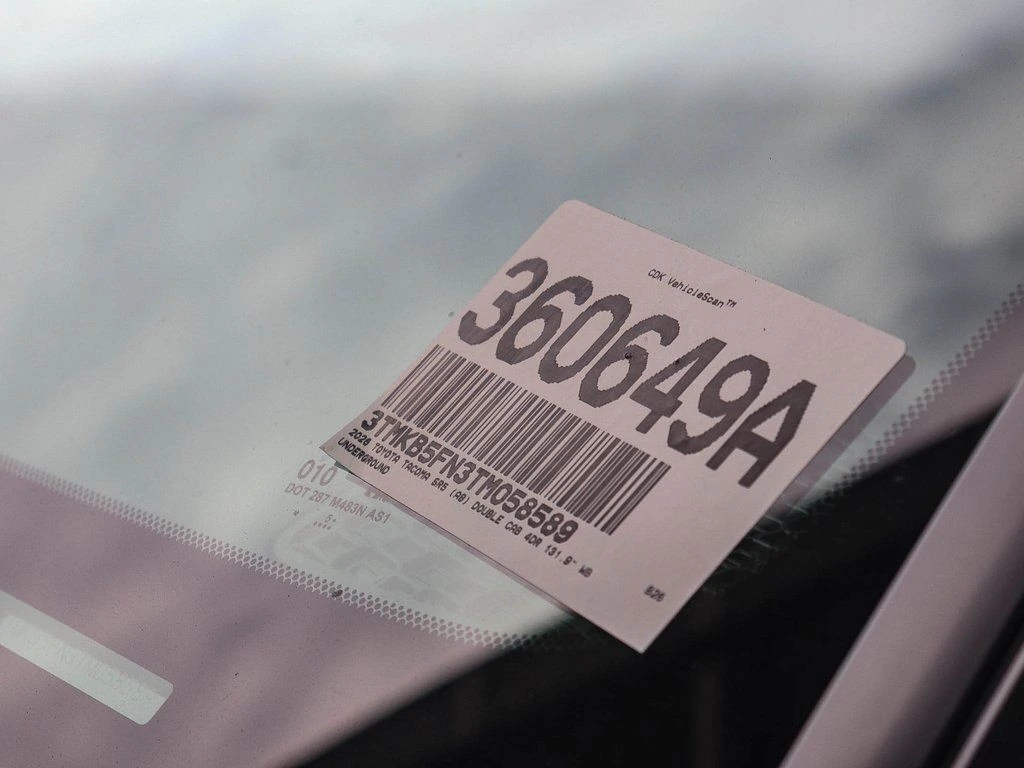 CDK VehicleScan™
360649A
3TMKB5FN3TM058589
2026 TOYOTA TACOMA SR5 (A8) DOUBLE CAB 4DR 131.9" WB
UNDERGROUND
826
010
DOT 287 M483N AS1